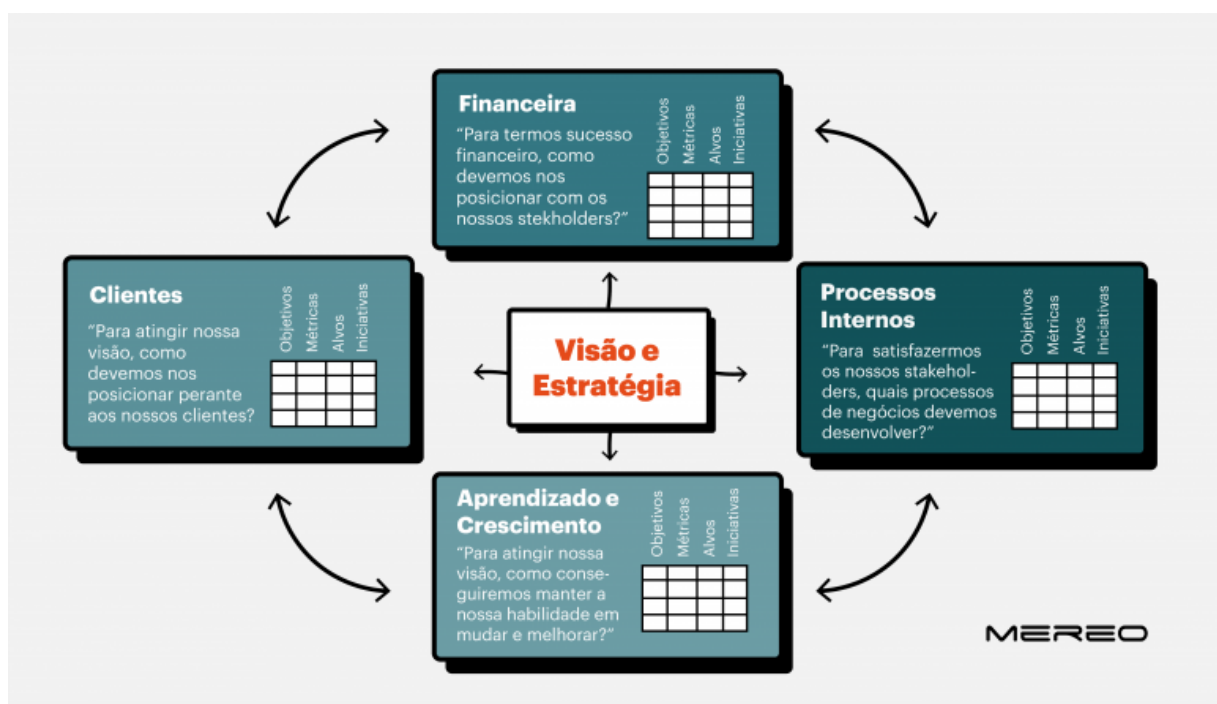 Financeira
“Para termos sucesso
financeiro, como
devemos nos
posicionar com os
nossos stekholders?”
Objetivos
Métricas
Alvos
Iniciativas
Clientes
“Para atingir nossa
visão, como
devemos nos
posicionar perante
aos nossos clientes?
Objetivos
Métricas
Alvos
Iniciativas
Visão e
Estratégia
Processos
Internos
“Para satisfazermos
os nossos stakehol-
ders, quais processos
de negócios devemos
desenvolver?”
Objetivos
Métricas
Alvos
Iniciativas
Aprendizado e
Crescimento
“Para atingir nossa
visão, como conse-
guiremos manter a
nossa habilidade em
mudar e melhorar?”
Objetivos
Métricas
Alvos
Iniciativas
MEREO